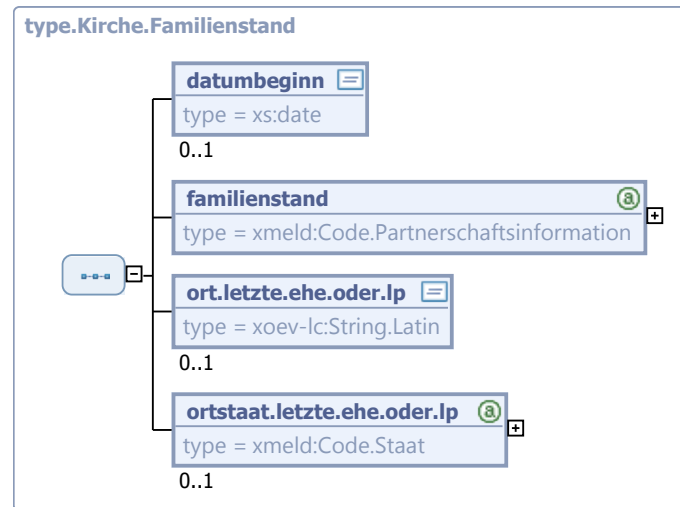 type.Kirche.Familienstand
datumbeginn
type = xs:date
0..1
familienstand
type = xmeld:Code.Partnerschaftsinformation
ort.letzte.ehe.oder.lp
type = xoev-lc:String.Latin
0..1
ortstaat.letzte.ehe.oder.lp
type = xmeld:Code.Staat
0..1